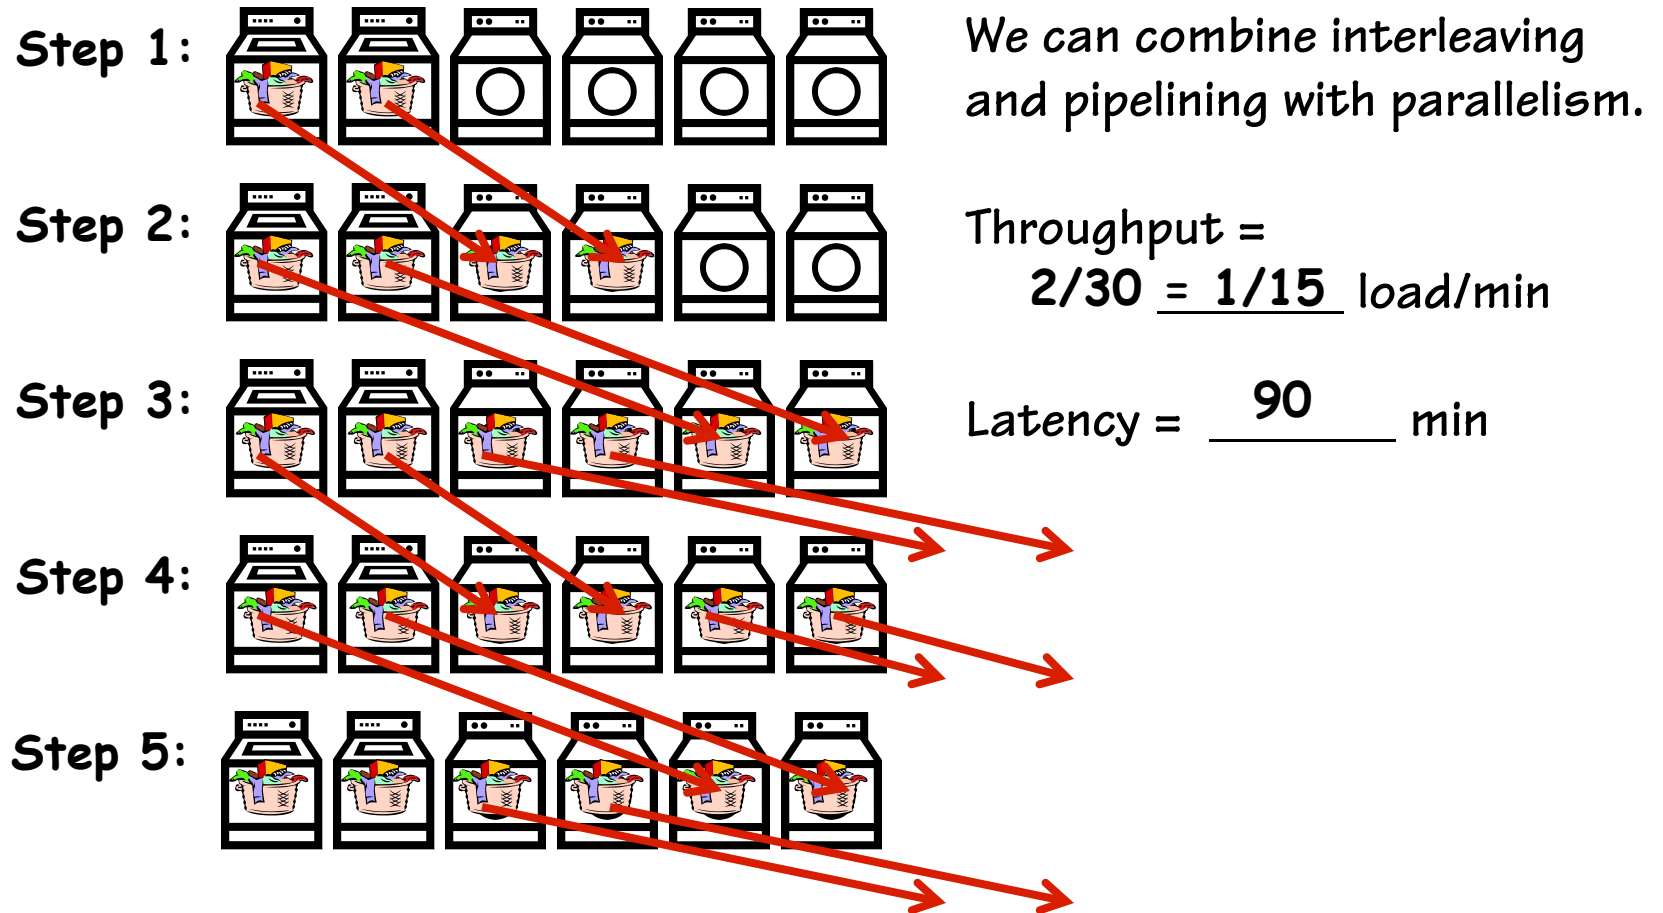 Step 1:
Step 2:
Step 3:
Step 4:
Step 5:
We can combine interleaving
and pipelining with parallelism.
Throughput =
2/30 = 1/15 load/min
Latency = 90 min